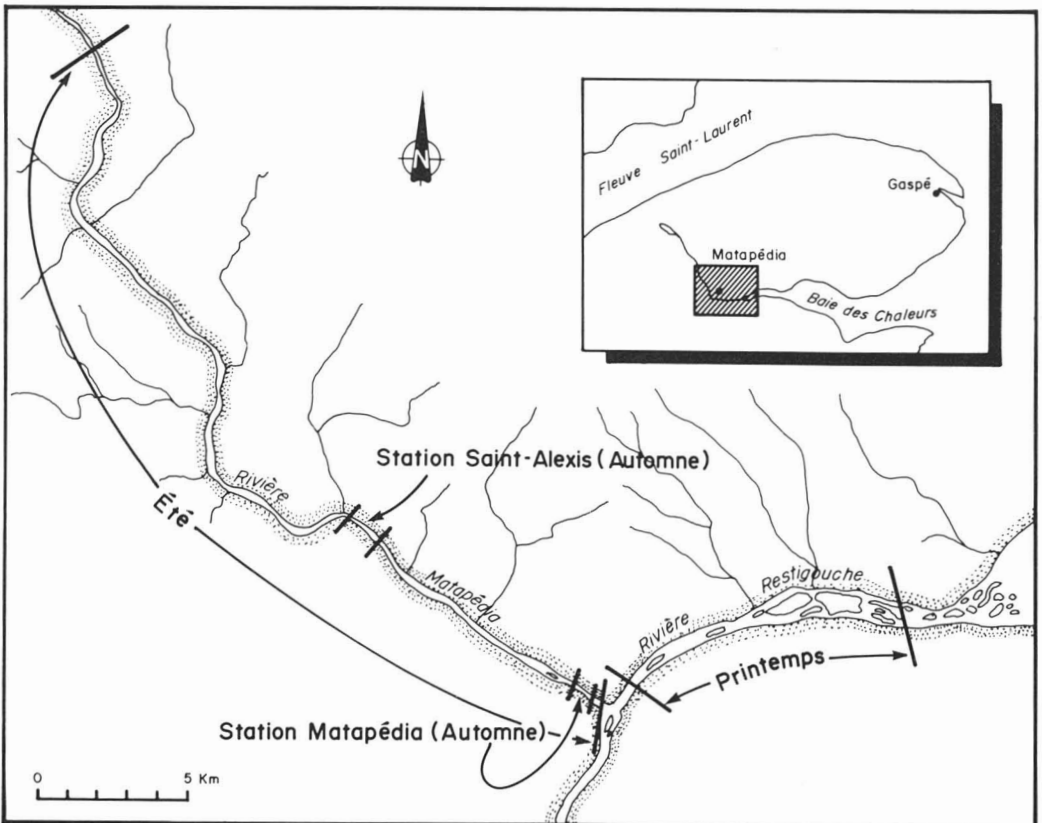 N
Fleuve Saint-Laurent
Gaspé
Matapédia
Baie des Chaleurs
Station Saint-Alexis (Automne)
Rivière
Été
Matapédia
Rivière
Restigouche
Printemps
Station Matapédia (Automne)
0 5 Km